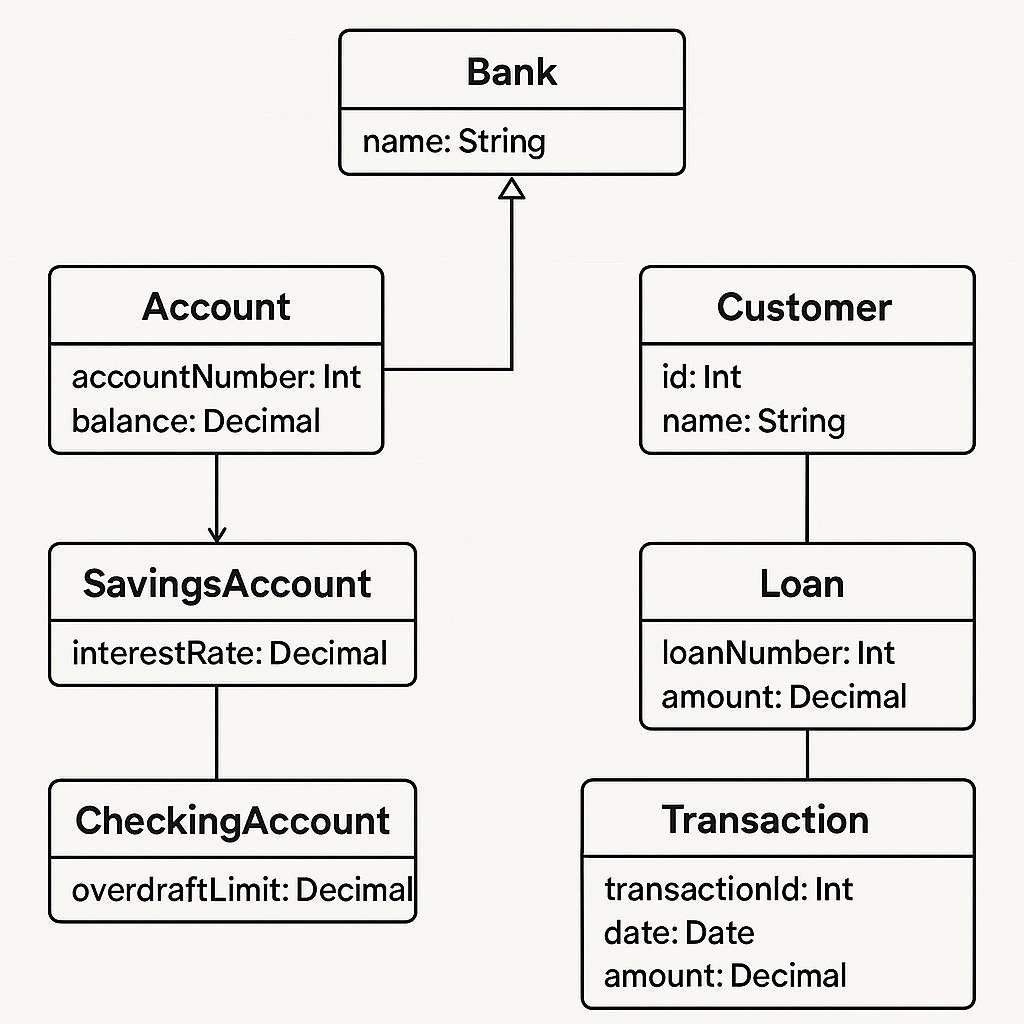 Bank
name: String
Account
accountNumber: Int
balance: Decimal
Customer
id: Int
name: String
SavingsAccount
interestRate: Decimal
Loan
loanNumber: Int
amount: Decimal
CheckingAccount
overdraftLimit: Decimal
Transaction
transactionId: Int
date: Date
amount: Decimal